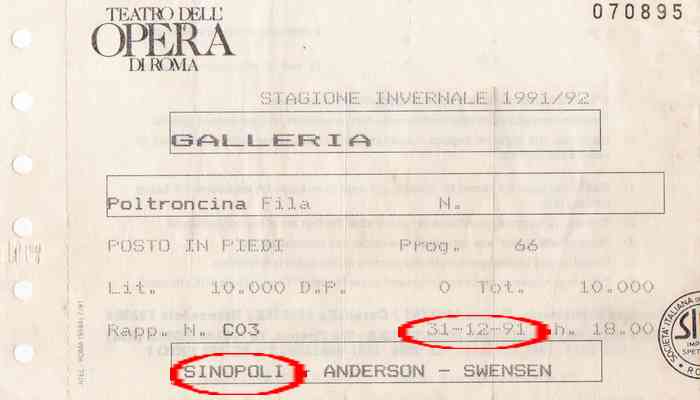 TEATRO DELL'
OPERA
DI ROMA
070895
STAGIONE INVERNALE 1991/92
GALLERIA
Poltroncina Fila N.
POSTO IN PIEDI Prog. 66
Lit. 10.000 D.P. 0 Tot. 10.000
Rapp. N. C03 31-12-91 h. 18.00
SINOPOLI - ANDERSON - SWENSEN